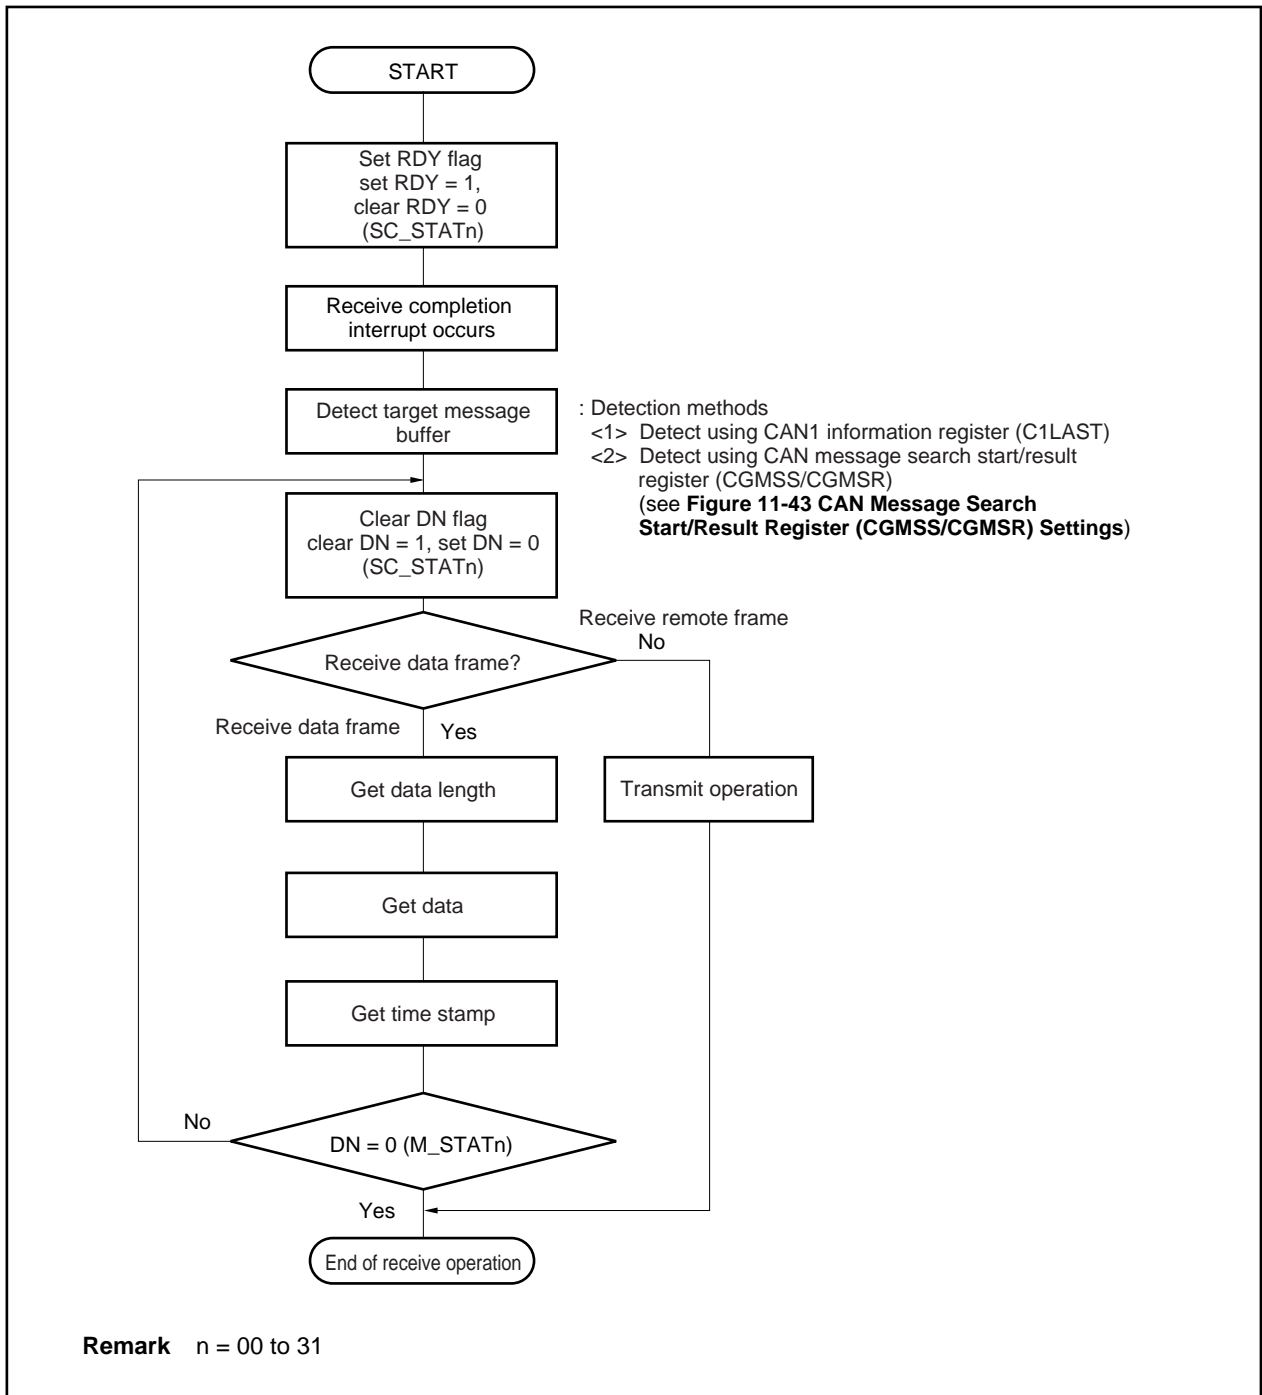 START
Set RDY flag
set RDY = 1,
clear RDY = 0
(SC_STATn)
Receive completion
interrupt occurs
Detect target message
buffer
: Detection methods
<1> Detect using CAN1 information register (C1LAST)
<2> Detect using CAN message search start/result
register (CGMSS/CGMSR)
(see Figure 11-43 CAN Message Search
Start/Result Register (CGMSS/CGMSR) Settings)
Clear DN flag
clear DN = 1, set DN = 0
(SC_STATn)
Receive remote frame
No
Receive data frame?
Receive data frame
Yes
Get data length
Transmit operation
Get data
Get time stamp
No
DN = 0 (M_STATn)
Yes
End of receive operation
Remark n = 00 to 31